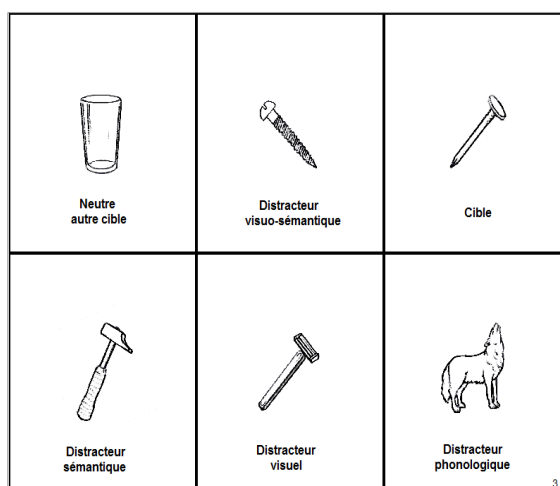 Neutre
autre cible
Distracteur
visuo-sémantique
Cible
Distracteur
sémantique
Distracteur
visuel
Distracteur
phonologique
3